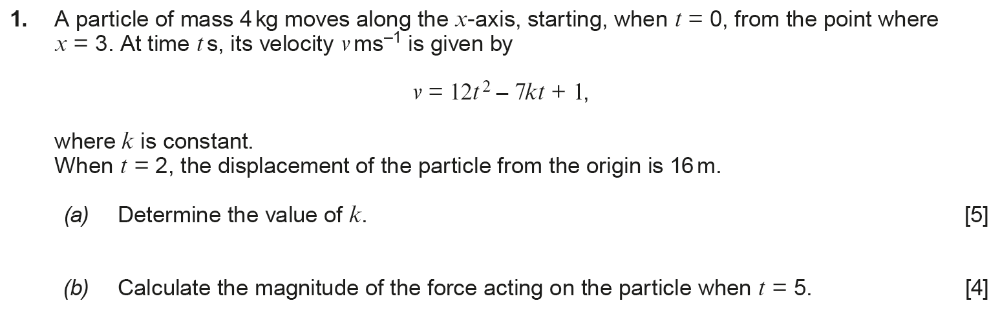 1. A particle of mass 4 kg moves along the x-axis, starting, when t = 0, from the point where
x = 3. At time t s, its velocity v ms⁻¹ is given by
v = 12t² – 7kt + 1,
where k is constant.
When t = 2, the displacement of the particle from the origin is 16 m.
(a) Determine the value of k. [5]
(b) Calculate the magnitude of the force acting on the particle when t = 5. [4]